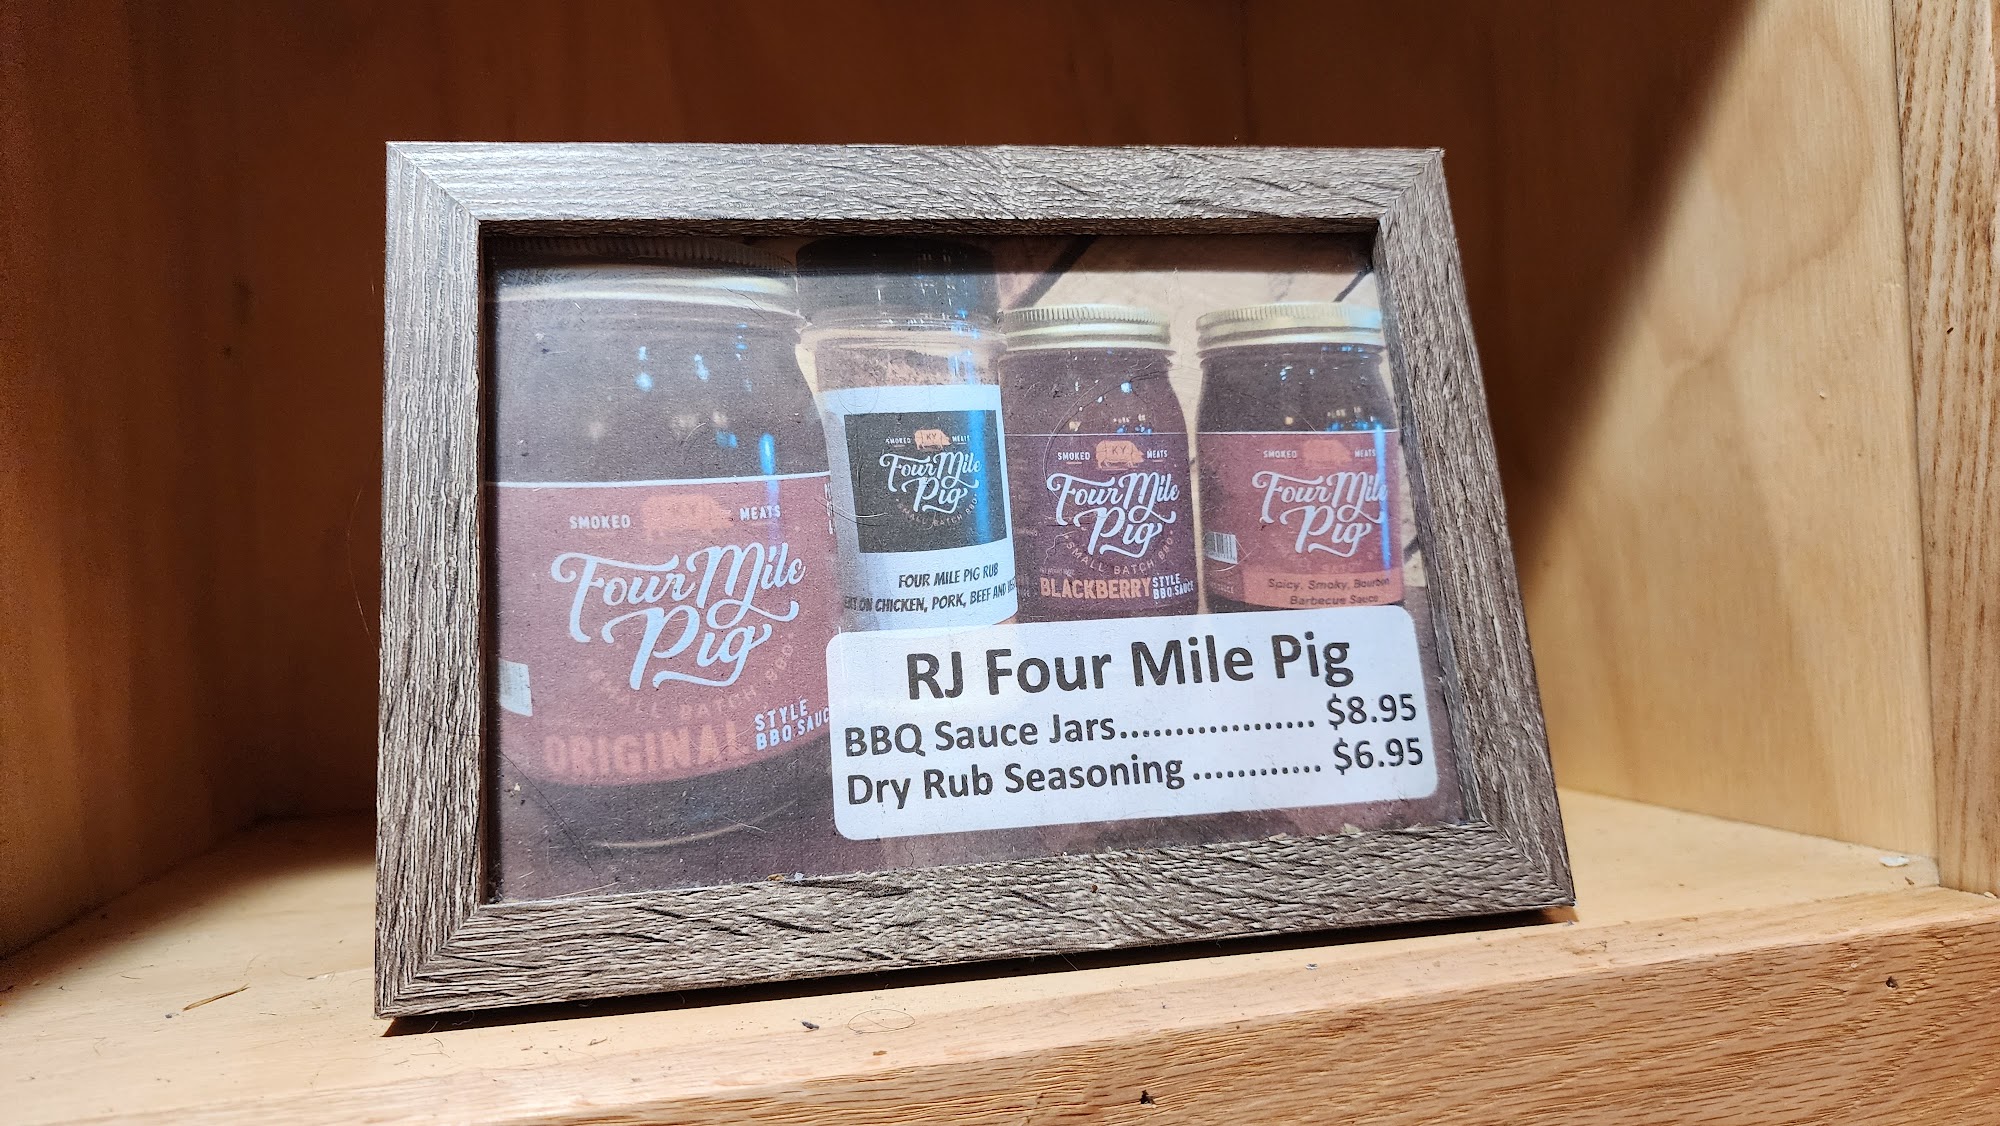 SMOKED KY MEATS
Four Mile
Pig
SMALL BATCH BBQ
ORIGINAL STYLE
BBQ SAUC
SMOKED KY MEATS
Four Mile
Pig
SMALL BATCH BBQ
FOUR MILE PIG RUB
ON CHICKEN, PORK, BEEF AND
SMOKED KY MEATS
Four Mile
Pig
SMALL BATCH BBQ
BLACKBERRY STYLE
BBQ SAUCE
SMOKED MEATS
Four Mile
Pig
Spicy, Smoky, Bourbon
Barbecue Sauce
RJ Four Mile Pig
BBQ Sauce Jars.................. $8.95
Dry Rub Seasoning ............ $6.95